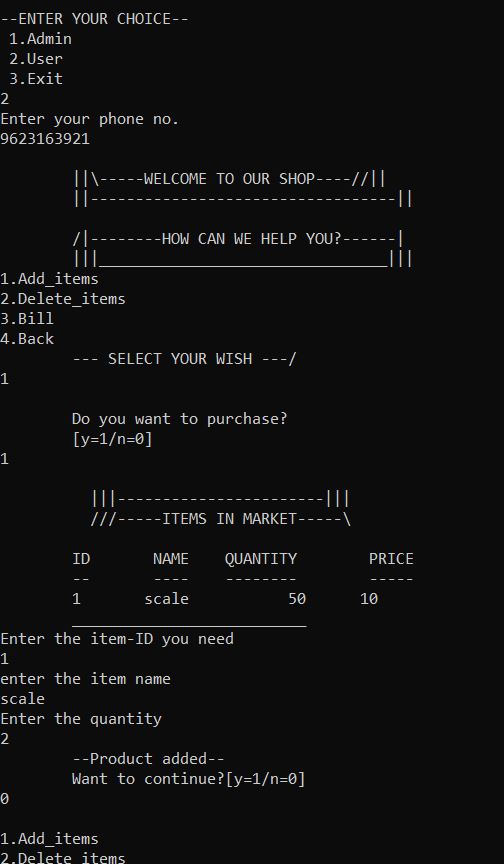 --ENTER YOUR CHOICE--
1.Admin
2.User
3.Exit
2
Enter your phone no.
9623163921
||\-----WELCOME TO OUR SHOP----//||
||----------------------------------||
/|--------HOW CAN WE HELP YOU?------|
|||________________________________|||
1.Add_items
2.Delete_items
3.Bill
4.Back
--- SELECT YOUR WISH ---/
1
Do you want to purchase?
[y=1/n=0]
1
|||-----------------------|||
///-----ITEMS IN MARKET-----\
ID NAME QUANTITY PRICE
-- ---- -------- -----
1 scale 50 10
__________________________
Enter the item-ID you need
1
enter the item name
scale
Enter the quantity
2
--Product added--
Want to continue?[y=1/n=0]
0
1.Add_items
2.Delete_items